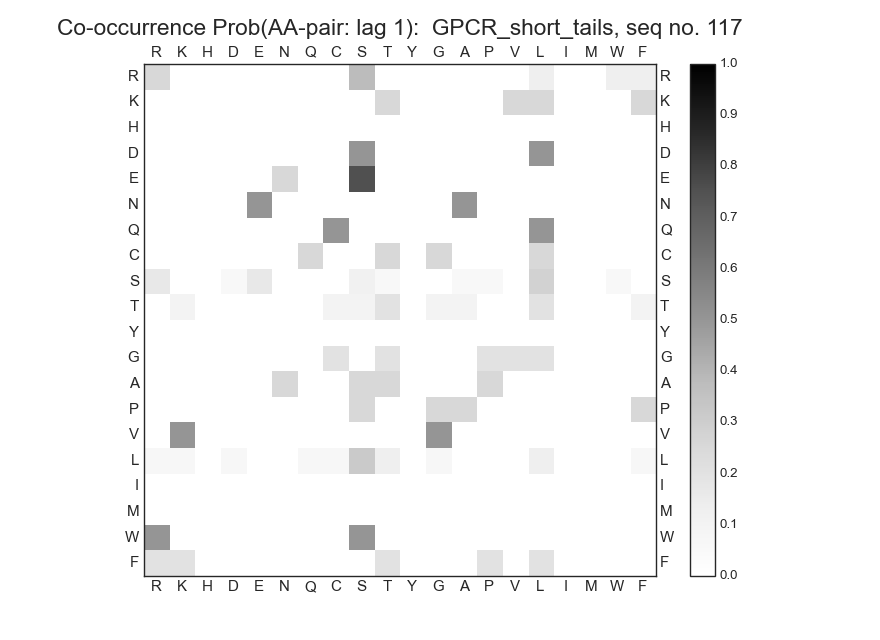 Co-occurrence Prob(AA-pair: lag 1):  GPCR_short_tails, seq no. 117
R K H D E N Q C S T Y G A P V L I M W F
R R 1.0
K K 0.9
H H
D D 0.8
E E
N N 0.7
Q Q 0.6
C C
S S 0.5
T T
Y Y
G G 0.4
A A
P P 0.3
V V
L L 0.2
I I
M M 0.1
W W
F F 0.0
R K H D E N Q C S T Y G A P V L I M W F